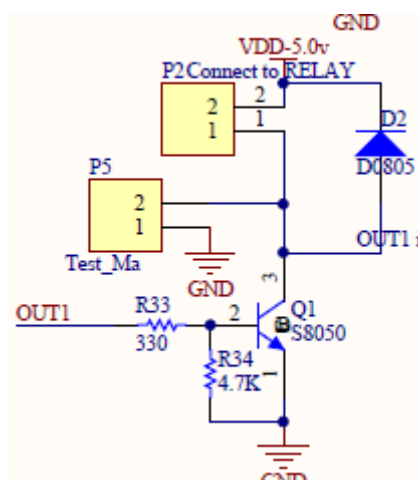 GND
VDD-5.0v
P2 Connect to RELAY
2
2
1
1
D2
D0805
P5
2
1
Test_Ma
GND
OUT1 i
3
Q1
OUT1
R33
2
S8050
330
R34
4.7K
1
GND